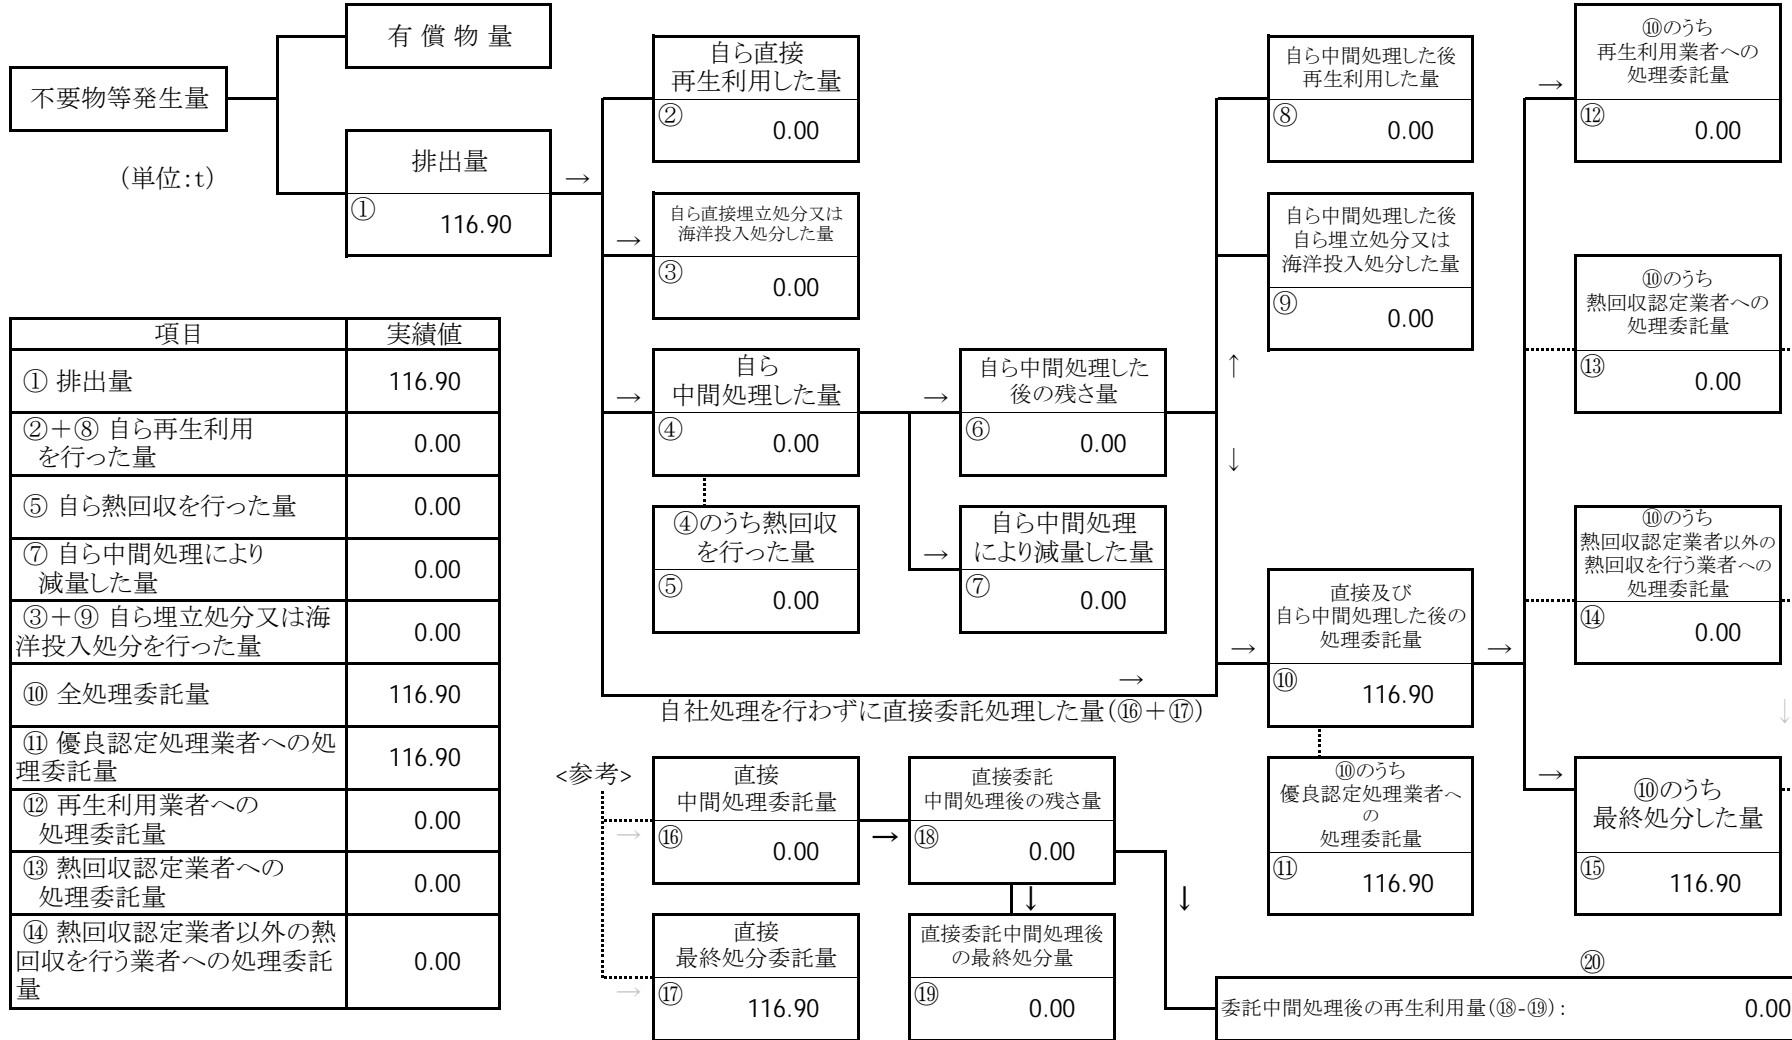 不要物等発生量
(単位:t)
有 償 物 量
排出量
① 116.90
→
自ら直接
再生利用した量
② 0.00
→
自ら直接埋立処分又は
海洋投入処分した量
③ 0.00
→
自ら
中間処理した量
④ 0.00
④のうち熱回収
を行った量
⑤ 0.00
→
自ら中間処理した
後の残さ量
⑥ 0.00
→
自ら中間処理
により減量した量
⑦ 0.00
↑
↓
自ら中間処理した後
再生利用した量
⑧ 0.00
自ら中間処理した後
自ら埋立処分又は
海洋投入処分した量
⑨ 0.00
→
自社処理を行わずに直接委託処理した量(⑯+⑰)
→
直接及び
自ら中間処理した後の
処理委託量
⑩ 116.90
⑩のうち
優良認定処理業者へ
の
処理委託量
⑪ 116.90
→
→
⑩のうち
再生利用業者への
処理委託量
⑫ 0.00
⑩のうち
熱回収認定業者への
処理委託量
⑬ 0.00
⑩のうち
熱回収認定業者以外の
熱回収を行う業者への
処理委託量
⑭ 0.00
↓
→
⑩のうち
最終処分した量
⑮ 116.90
項目 実績値
① 排出量 116.90
②+⑧ 自ら再生利用
を行った量 0.00
⑤ 自ら熱回収を行った量 0.00
⑦ 自ら中間処理により
減量した量 0.00
③+⑨ 自ら埋立処分又は海
洋投入処分を行った量 0.00
⑩ 全処理委託量 116.90
⑪ 優良認定処理業者への処
理委託量 116.90
⑫ 再生利用業者への
処理委託量 0.00
⑬ 熱回収認定業者への
処理委託量 0.00
⑭ 熱回収認定業者以外の熱
回収を行う業者への処理委託
量 0.00
<参考>
→
直接
中間処理委託量
⑯ 0.00
→
直接
最終処分委託量
⑰ 116.90
→
直接委託
中間処理後の残さ量
⑱ 0.00
↓
直接委託中間処理後
の最終処分量
⑲ 0.00
↓
⑳
委託中間処理後の再生利用量(⑱-⑲): 0.00